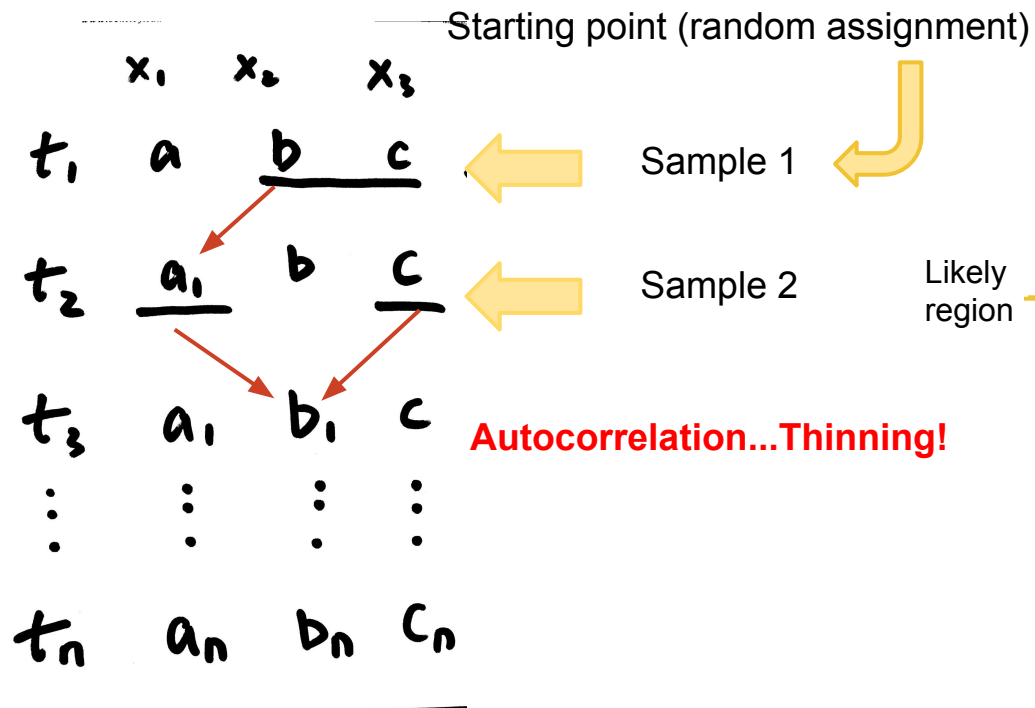 Starting point (random assignment)
x₁ x₂ x₃
t₁ a b c
Sample 1
t₂ a₁ b c
Sample 2
Likely
region
t₃ a₁ b₁ c
Autocorrelation...Thinning!
⋮ ⋮ ⋮ ⋮
tₙ aₙ bₙ cₙ